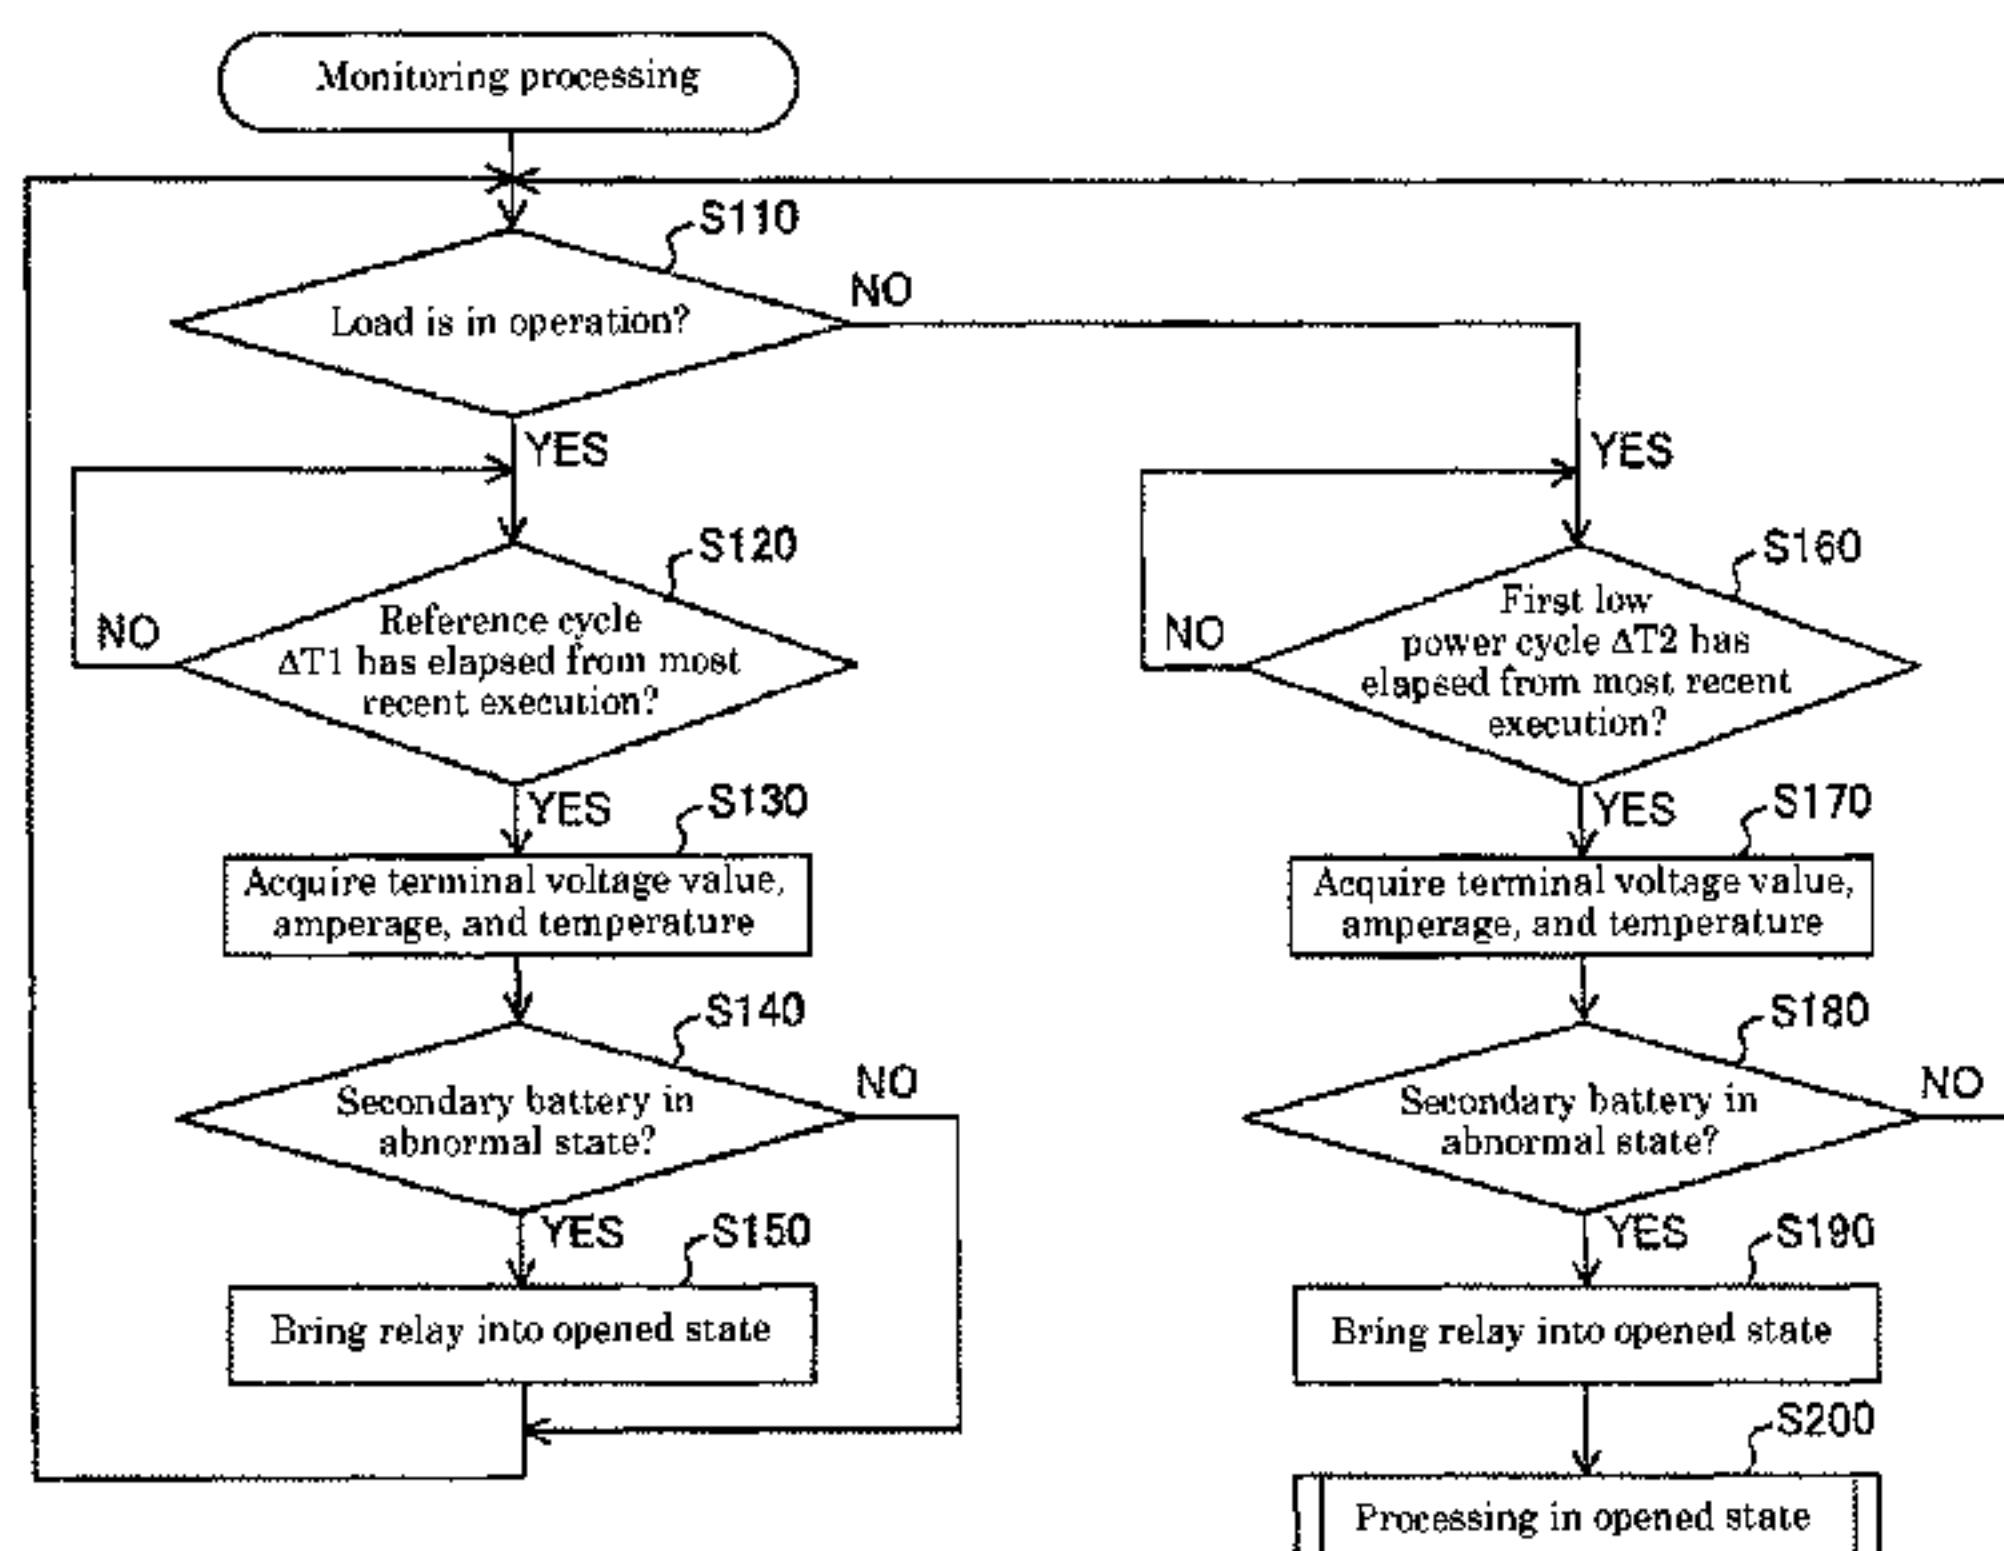 Monitoring processing
S110
Load is in operation?
NO
YES
S120
Reference cycle
ΔT1 has elapsed from most
recent execution?
NO
YES
S130
Acquire terminal voltage value,
amperage, and temperature
S140
Secondary battery in
abnormal state?
NO
YES
S150
Bring relay into opened state
YES
S160
First low
power cycle ΔT2 has
elapsed from most recent
execution?
NO
YES
S170
Acquire terminal voltage value,
amperage, and temperature
S180
Secondary battery in
abnormal state?
NO
YES
S190
Bring relay into opened state
S200
Processing in opened state